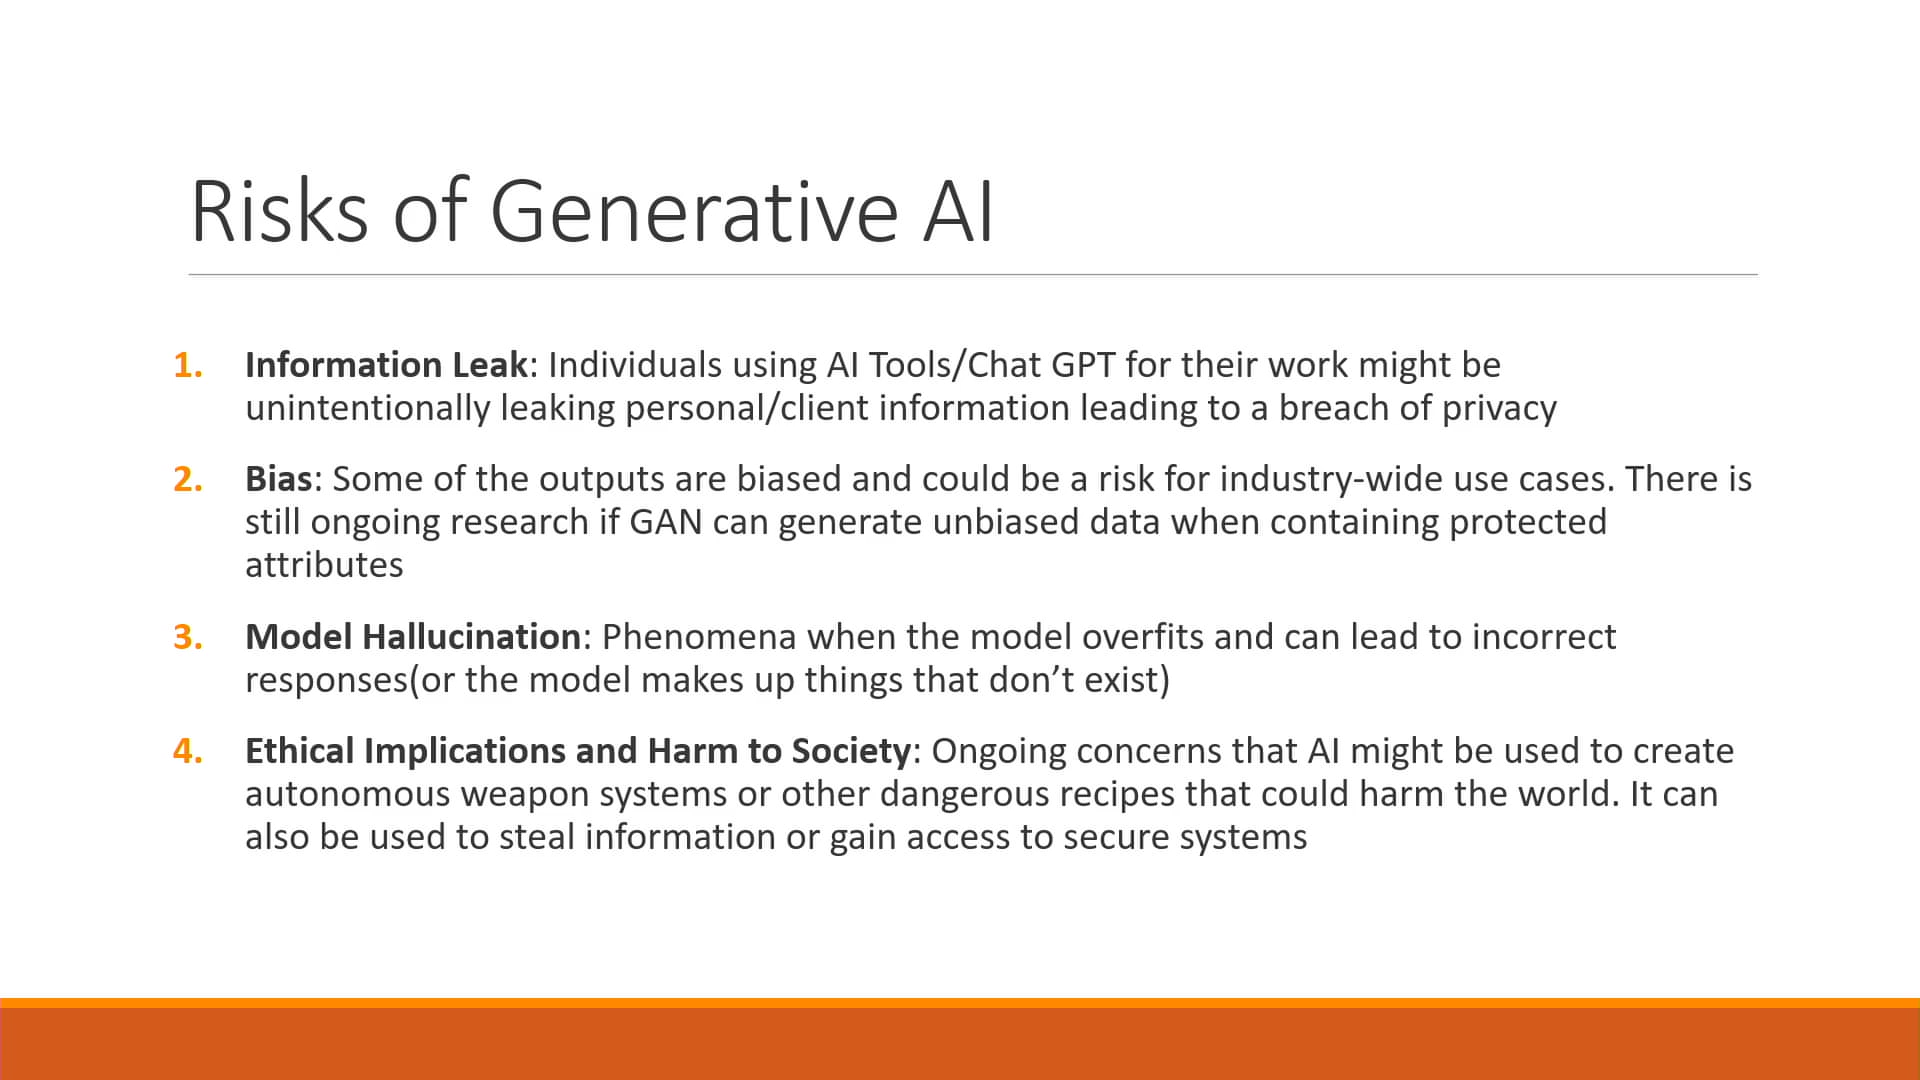 Risks of Generative AI
1. Information Leak: Individuals using AI Tools/Chat GPT for their work might be
unintentionally leaking personal/client information leading to a breach of privacy
2. Bias: Some of the outputs are biased and could be a risk for industry-wide use cases. There is
still ongoing research if GAN can generate unbiased data when containing protected
attributes
3. Model Hallucination: Phenomena when the model overfits and can lead to incorrect
responses(or the model makes up things that don’t exist)
4. Ethical Implications and Harm to Society: Ongoing concerns that AI might be used to create
autonomous weapon systems or other dangerous recipes that could harm the world. It can
also be used to steal information or gain access to secure systems